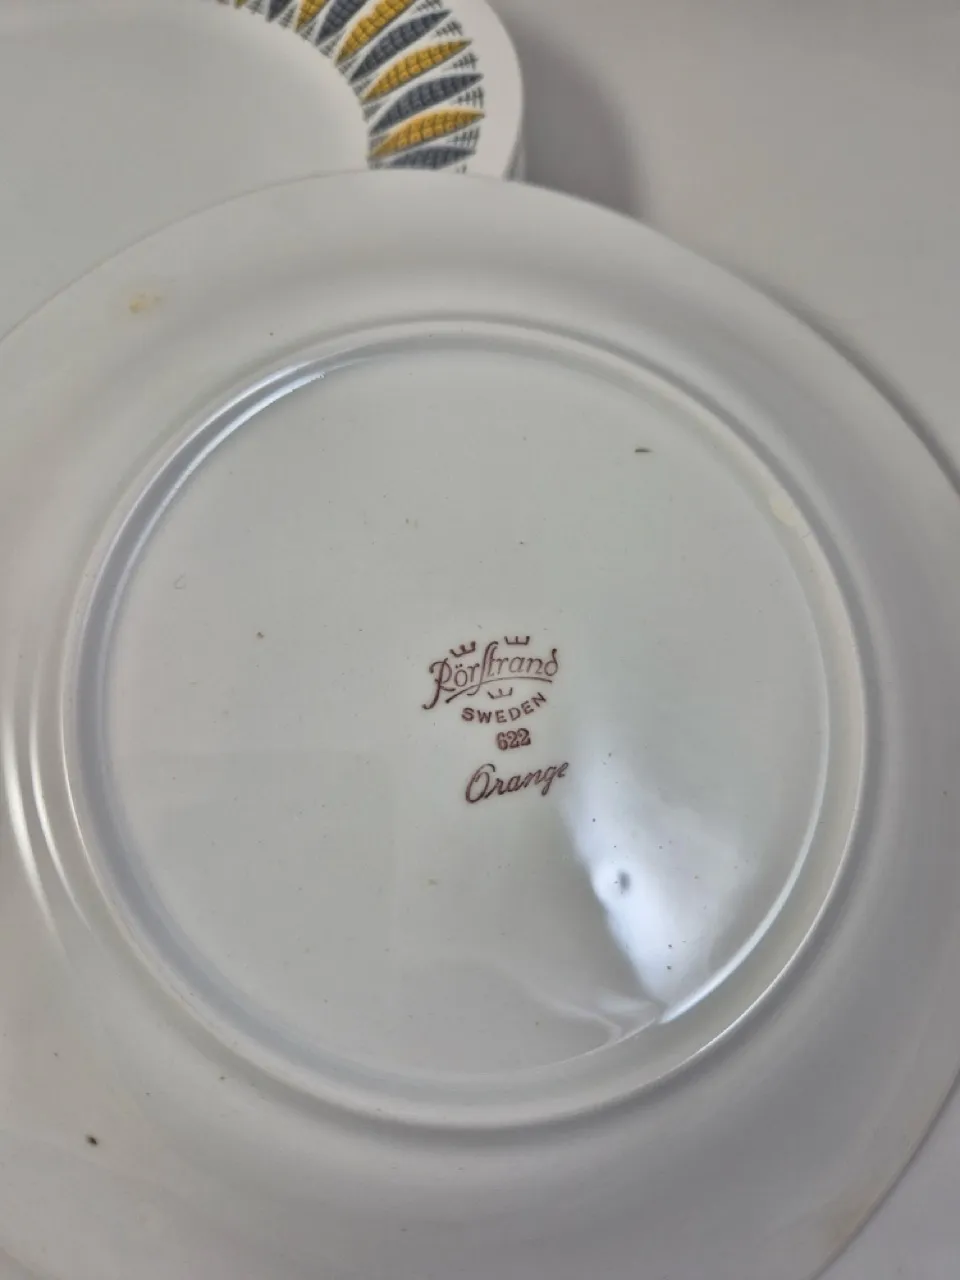 Rörstrand
SWEDEN
622
Orange